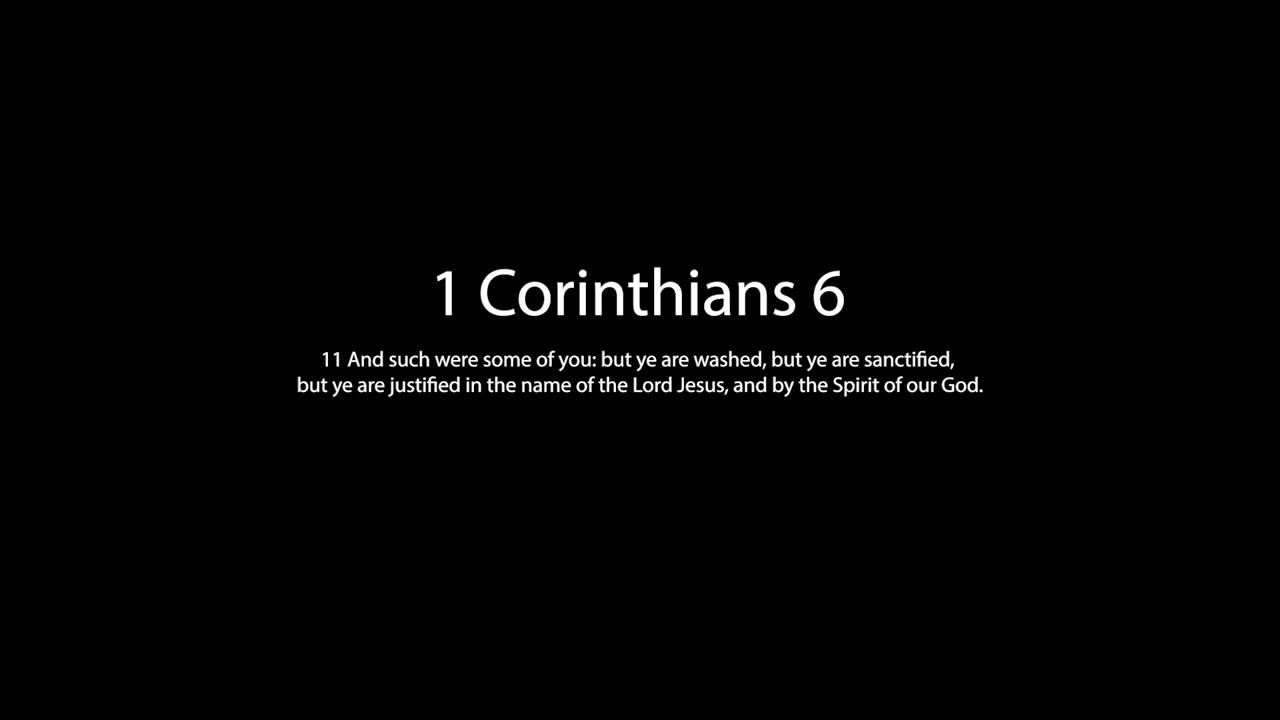 1 Corinthians 6
11 And such were some of you: but ye are washed, but ye are sanctified,
but ye are justified in the name of the Lord Jesus, and by the Spirit of our God.